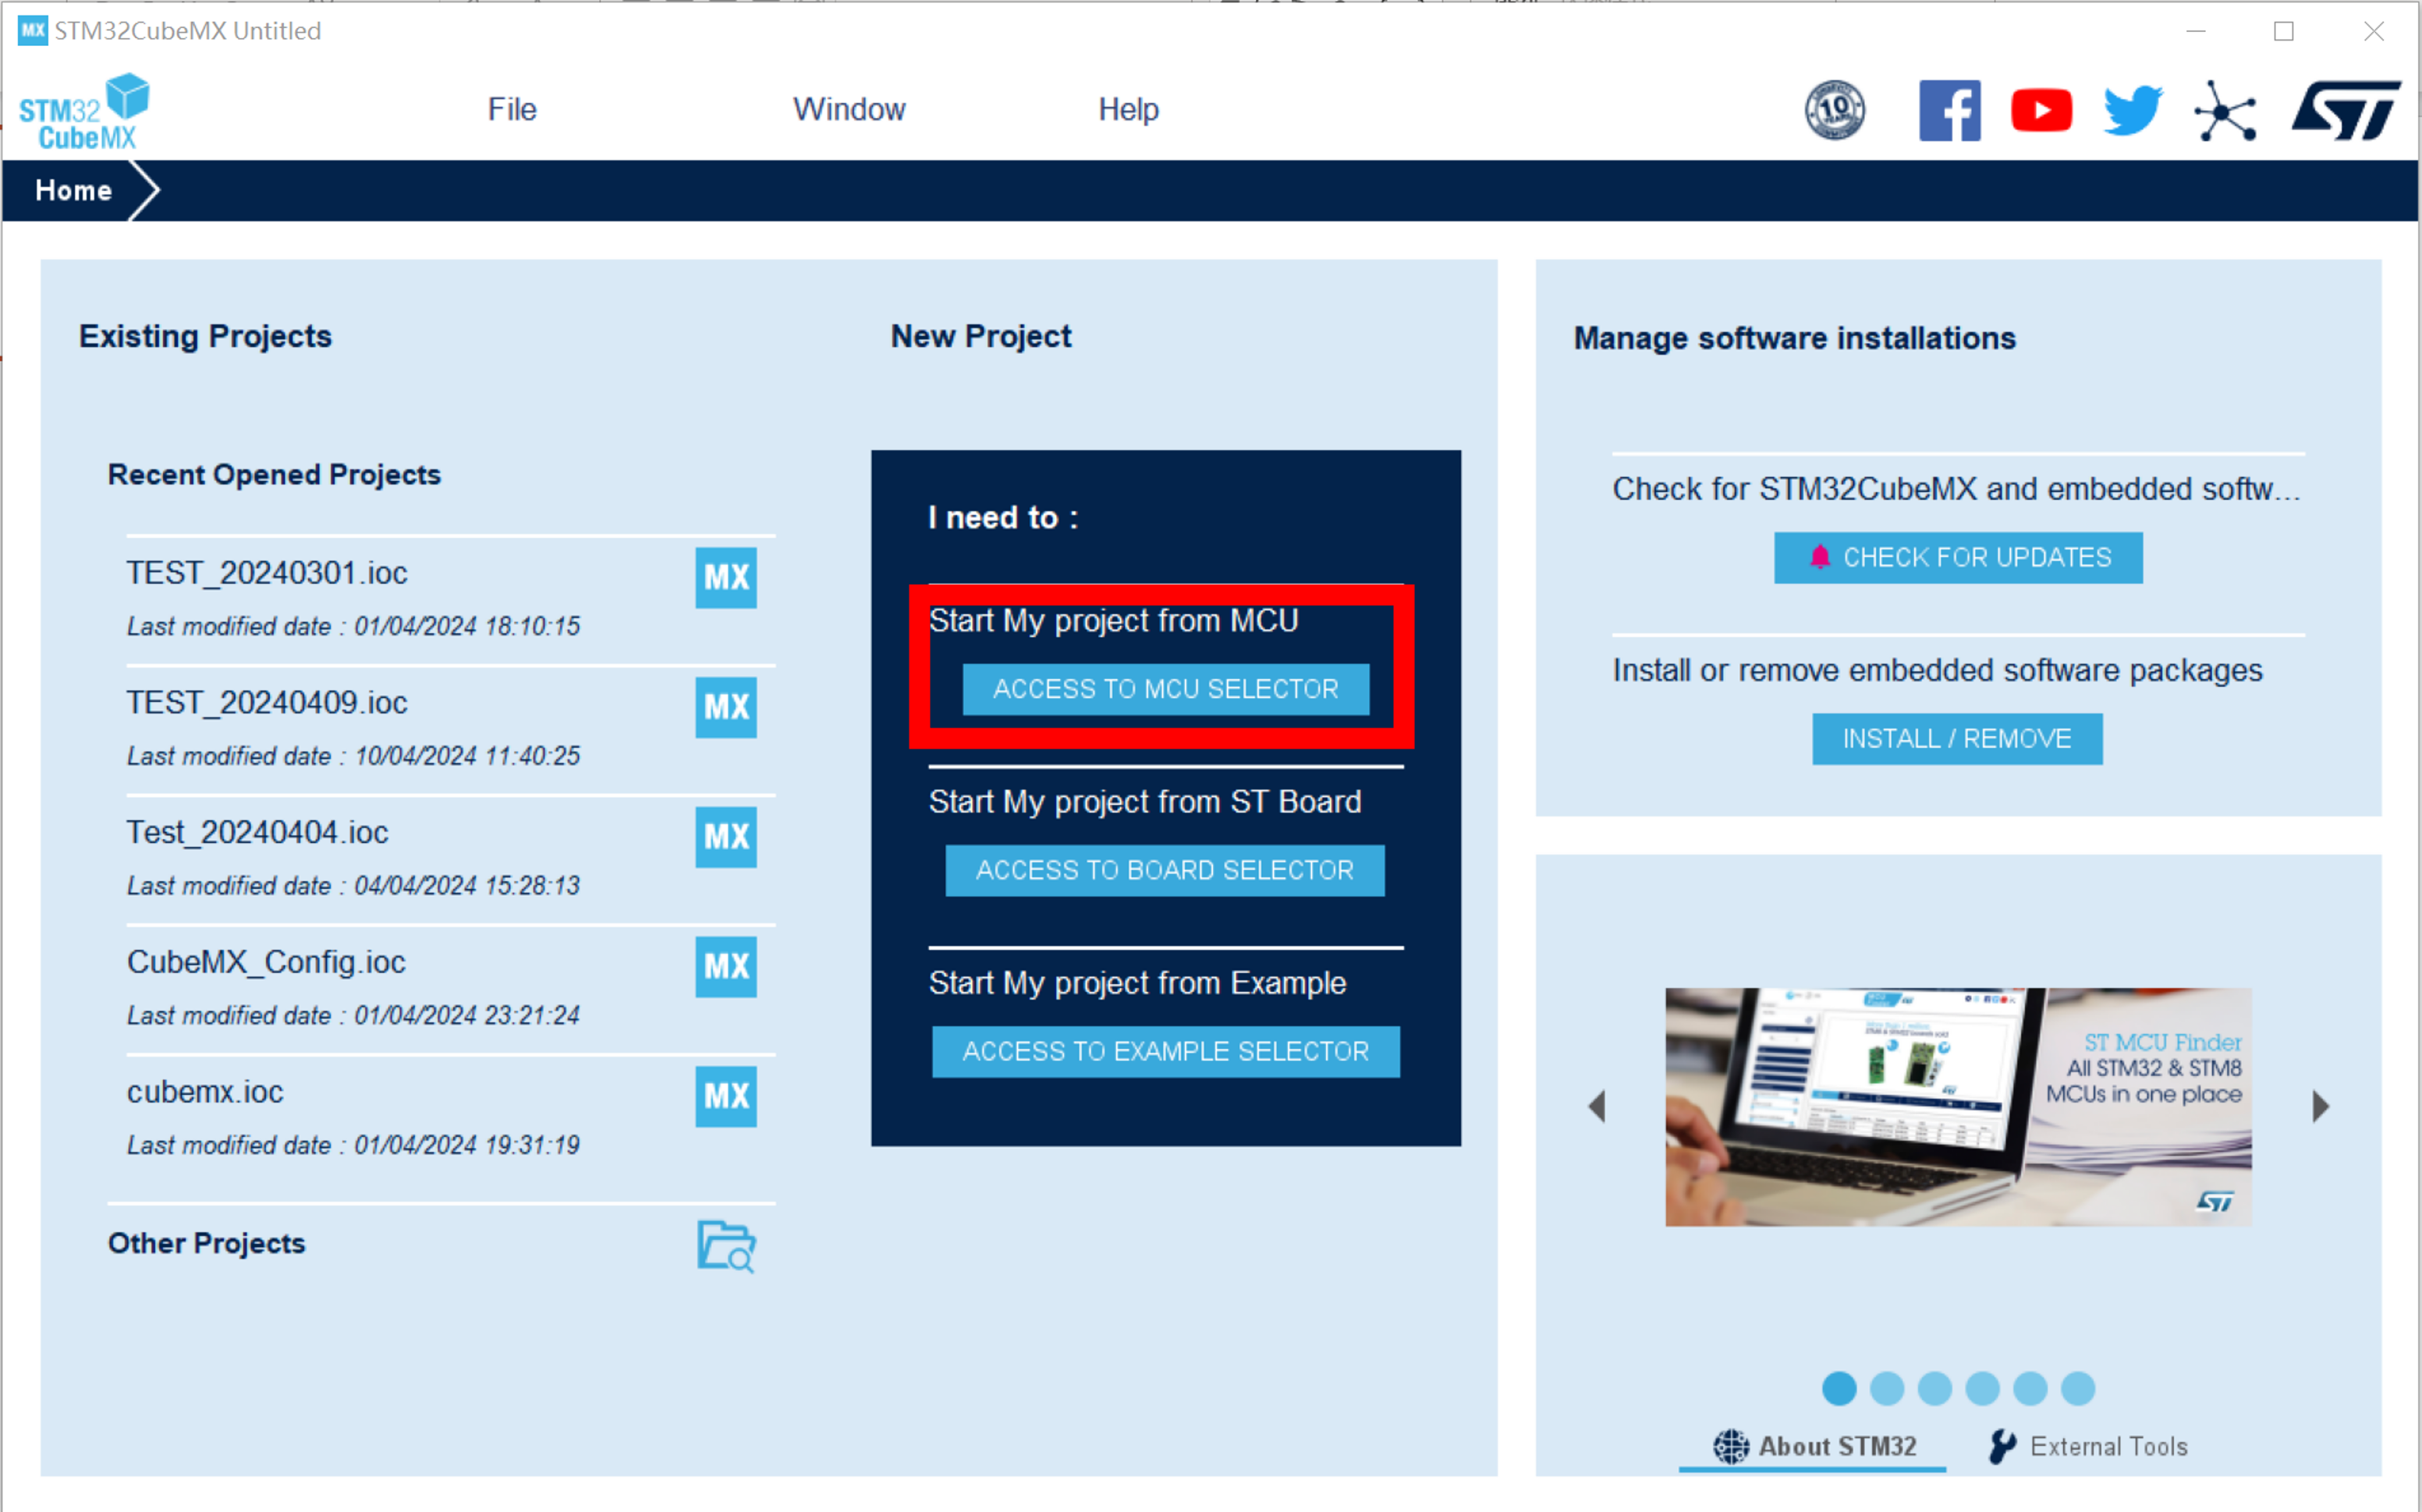 MX STM32CubeMX Untitled
STM32
CubeMX
File
Window
Help
10
YEARS
ST
Home
Existing Projects
Recent Opened Projects
TEST_20240301.ioc
MX
Last modified date : 01/04/2024 18:10:15
TEST_20240409.ioc
MX
Last modified date : 10/04/2024 11:40:25
Test_20240404.ioc
MX
Last modified date : 04/04/2024 15:28:13
CubeMX_Config.ioc
MX
Last modified date : 01/04/2024 23:21:24
cubemx.ioc
MX
Last modified date : 01/04/2024 19:31:19
Other Projects
New Project
I need to :
Start My project from MCU
ACCESS TO MCU SELECTOR
Start My project from ST Board
ACCESS TO BOARD SELECTOR
Start My project from Example
ACCESS TO EXAMPLE SELECTOR
Manage software installations
Check for STM32CubeMX and embedded softw...
CHECK FOR UPDATES
Install or remove embedded software packages
INSTALL / REMOVE
ST MCU Finder
All STM32 & STM8
MCUs in one place
ST
About STM32
External Tools